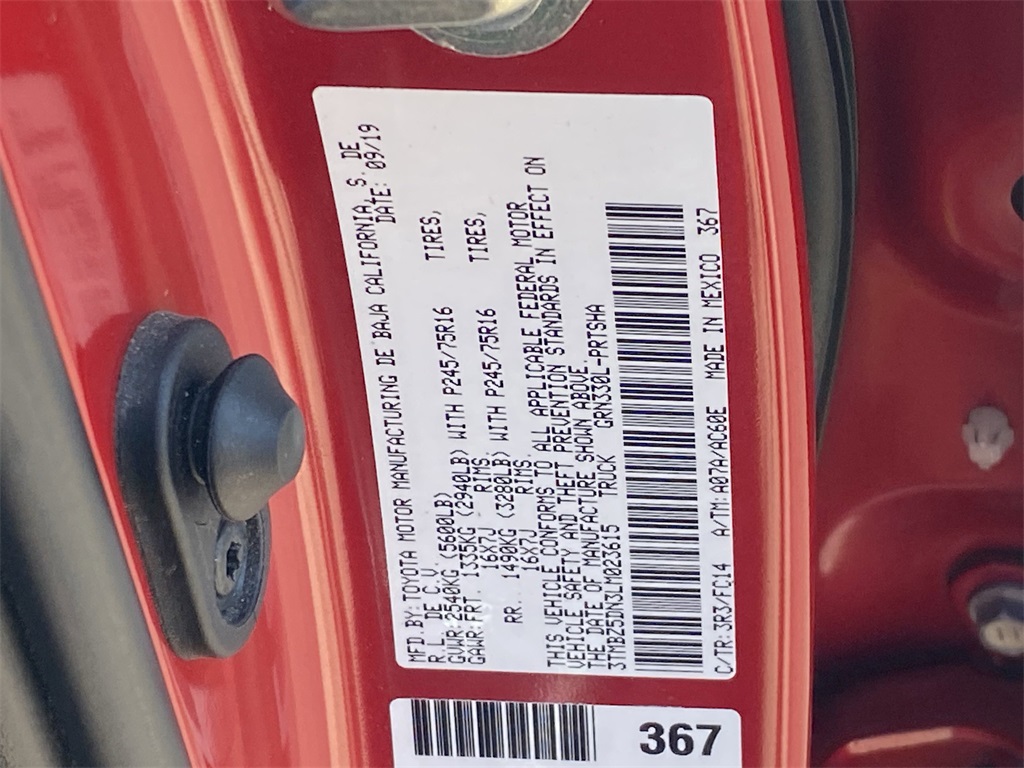 MFD.BY:TOYOTA MOTOR MANUFACTURING DE BAJA CALIFORNIA, S. DE
R.L. DE C.V. DATE: 09/19
GVWR:2540KG (5600LB)
GAWR:FRT. 1335KG (2940LB) WITH P245/75R16 TIRES,
16X7J RIMS.
RR. 1490KG (3280LB) WITH P245/75R16 TIRES,
16X7J RIMS.
THIS VEHICLE CONFORMS TO ALL APPLICABLE FEDERAL MOTOR
VEHICLE SAFETY AND THEFT PREVENTION STANDARDS IN EFFECT ON
THE DATE OF MANUFACTURE SHOWN ABOVE.
3TMBZ5DN3LM023615 TRUCK GRN330L-PRTSHA
C/TR:3R3/FC14 A/TM:A07A/AC60E MADE IN MEXICO 367
367